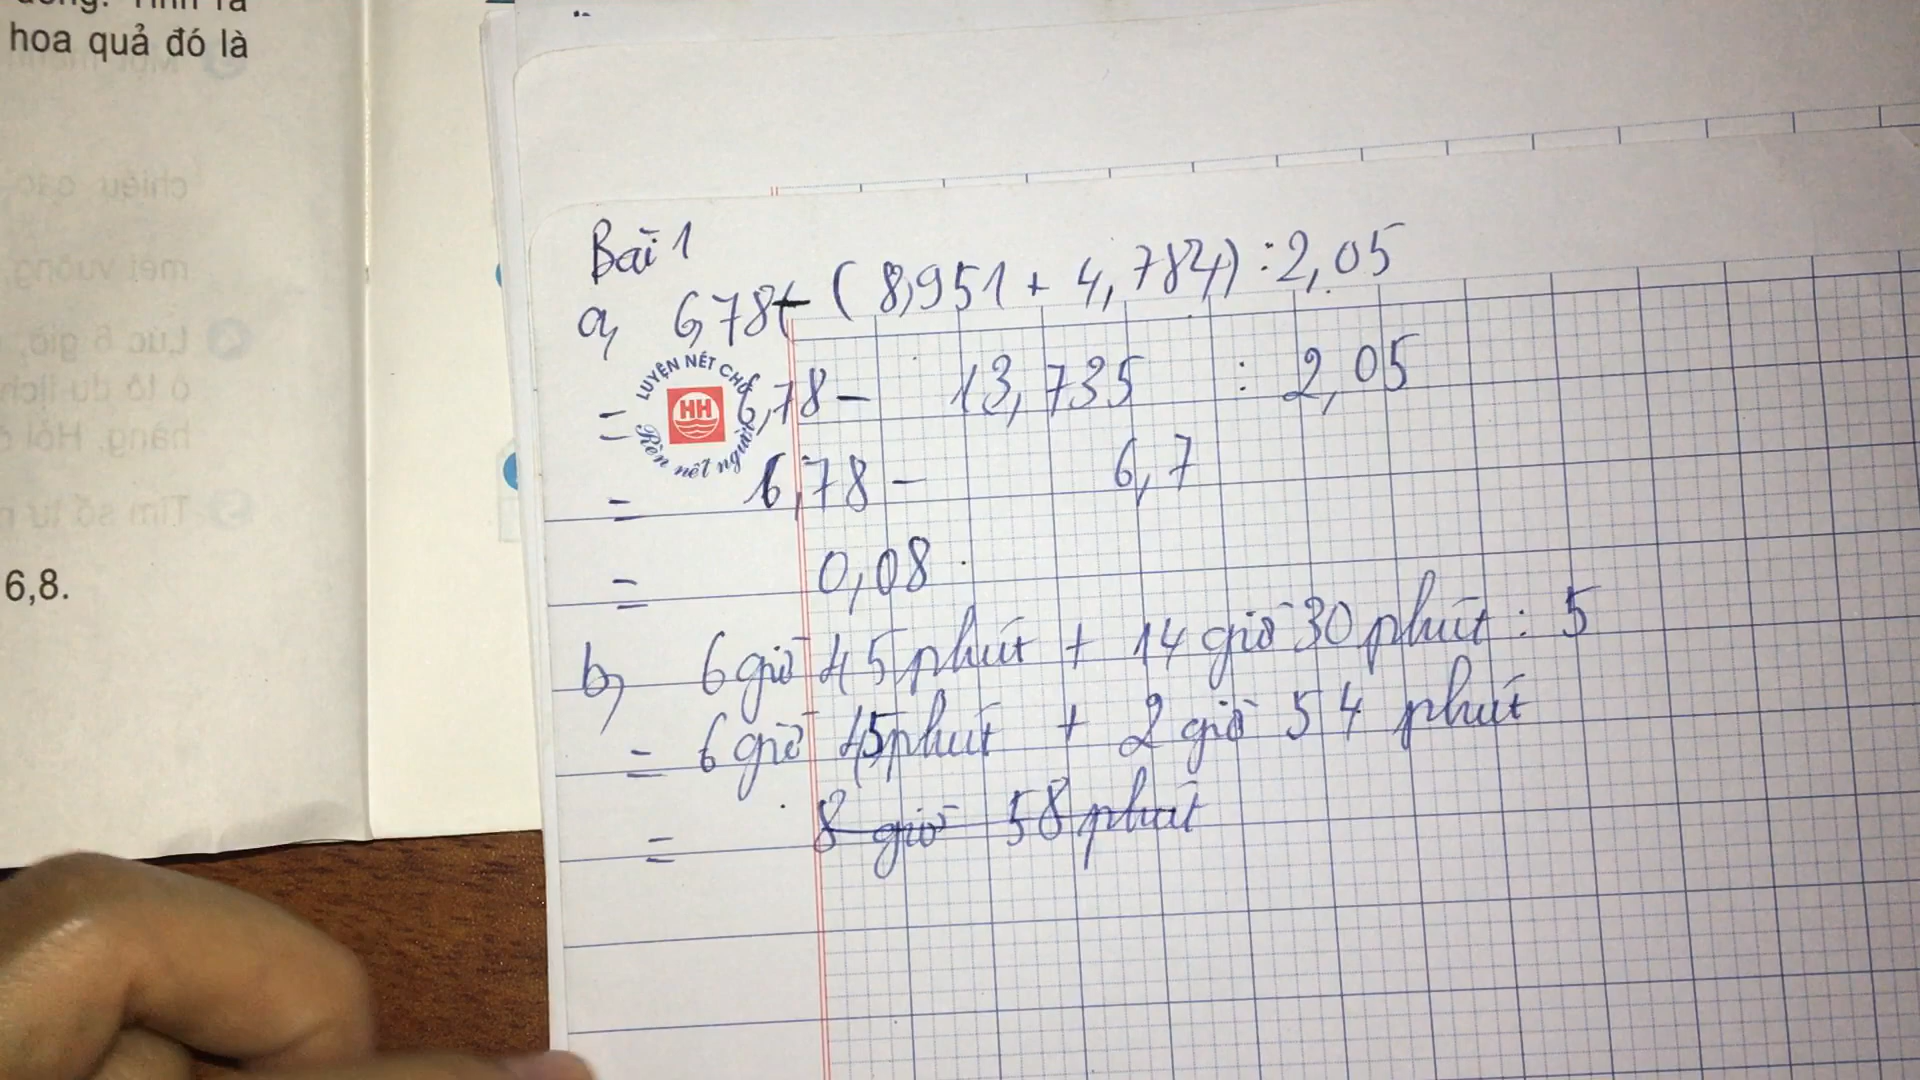 hoa quả đó là
6,8.
Bài 1
a, 6,78 - (8,951 + 4,784) : 2,05
= 6,78 - 13,735 : 2,05
= 6,78 - 6,7
= 0,08
b, 6 giờ 45 phút + 14 giờ 30 phút : 5
= 6 giờ 45 phút + 2 giờ 54 phút
= 8 giờ 58 phút
LUYỆN NÉT CHỮ
HH
Rèn nết người